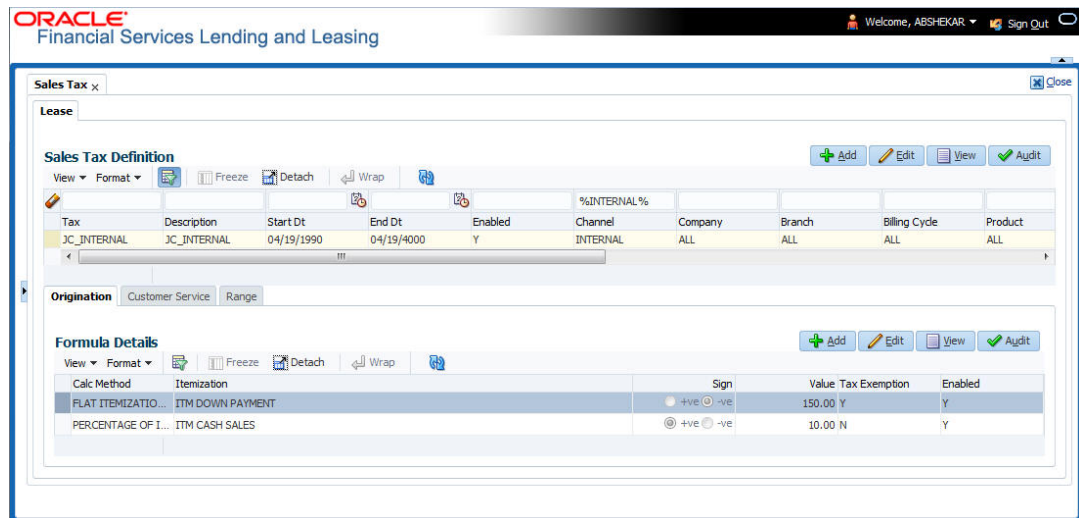 ORACLE
Financial Services Lending and Leasing
Welcome, ABSHEKAR
Sign Out
Sales Tax x
Close
Lease
Sales Tax Definition
Add Edit View Audit
View Format Freeze Detach Wrap
%INTERNAL%
Tax Description Start Dt End Dt Enabled Channel Company Branch Billing Cycle Product
JC_INTERNAL JC_INTERNAL 04/19/1990 04/19/4000 Y INTERNAL ALL ALL ALL ALL
Origination Customer Service Range
Formula Details
Add Edit View Audit
View Format Freeze Detach Wrap
Calc Method Itemization Sign Value Tax Exemption Enabled
FLAT ITEMIZATIO... ITM DOWN PAYMENT +ve -ve 150.00 Y Y
PERCENTAGE OF I... ITM CASH SALES +ve -ve 10.00 N Y